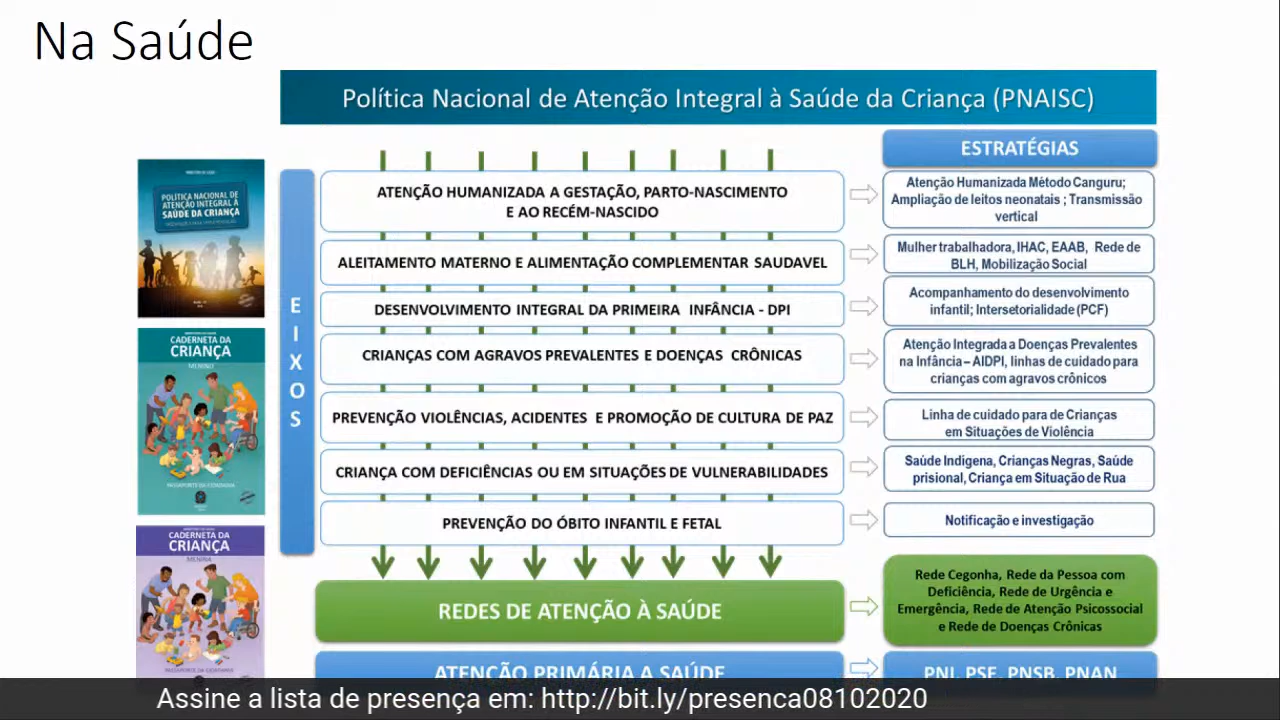 Na Saúde
Política Nacional de Atenção Integral à Saúde da Criança (PNAISC)
ESTRATÉGIAS
EIXOS
ATENÇÃO HUMANIZADA A GESTAÇÃO, PARTO-NASCIMENTO
E AO RECÉM-NASCIDO
Atenção Humanizada Método Canguru;
Ampliação de leitos neonatais ; Transmissão
vertical
ALEITAMENTO MATERNO E ALIMENTAÇÃO COMPLEMENTAR SAUDAVEL
Mulher trabalhadora, IHAC, EAAB, Rede de
BLH, Mobilização Social
DESENVOLVIMENTO INTEGRAL DA PRIMEIRA INFÂNCIA - DPI
Acompanhamento do desenvolvimento
infantil; Intersetorialidade (PCF)
CRIANÇAS COM AGRAVOS PREVALENTES E DOENÇAS CRÔNICAS
Atenção Integrada a Doenças Prevalentes
na Infância – AIDPI, linhas de cuidado para
crianças com agravos crônicos
PREVENÇÃO VIOLÊNCIAS, ACIDENTES E PROMOÇÃO DE CULTURA DE PAZ
Linha de cuidado para de Crianças
em Situações de Violência
CRIANÇA COM DEFICIÊNCIAS OU EM SITUAÇÕES DE VULNERABILIDADES
Saúde Indigena, Crianças Negras, Saúde
prisional, Criança em Situação de Rua
PREVENÇÃO DO ÓBITO INFANTIL E FETAL
Notificação e investigação
REDES DE ATENÇÃO À SAÚDE
Rede Cegonha, Rede da Pessoa com
Deficiência, Rede de Urgência e
Emergência, Rede de Atenção Psicossocial
e Rede de Doenças Crônicas
ATENÇÃO PRIMÁRIA A SAÚDE
PNI, PSE, PNSB, PNAN
POLÍTICA NACIONAL DE
ATENÇÃO INTEGRAL À
SAÚDE DA CRIANÇA
CADERNETA DA
CRIANÇA
MENINO
PASSAPORTE DA CIDADANIA
CADERNETA DA
CRIANÇA
MENINA
PASSAPORTE DA CIDADANIA
Assine a lista de presença em: http://bit.ly/presenca08102020